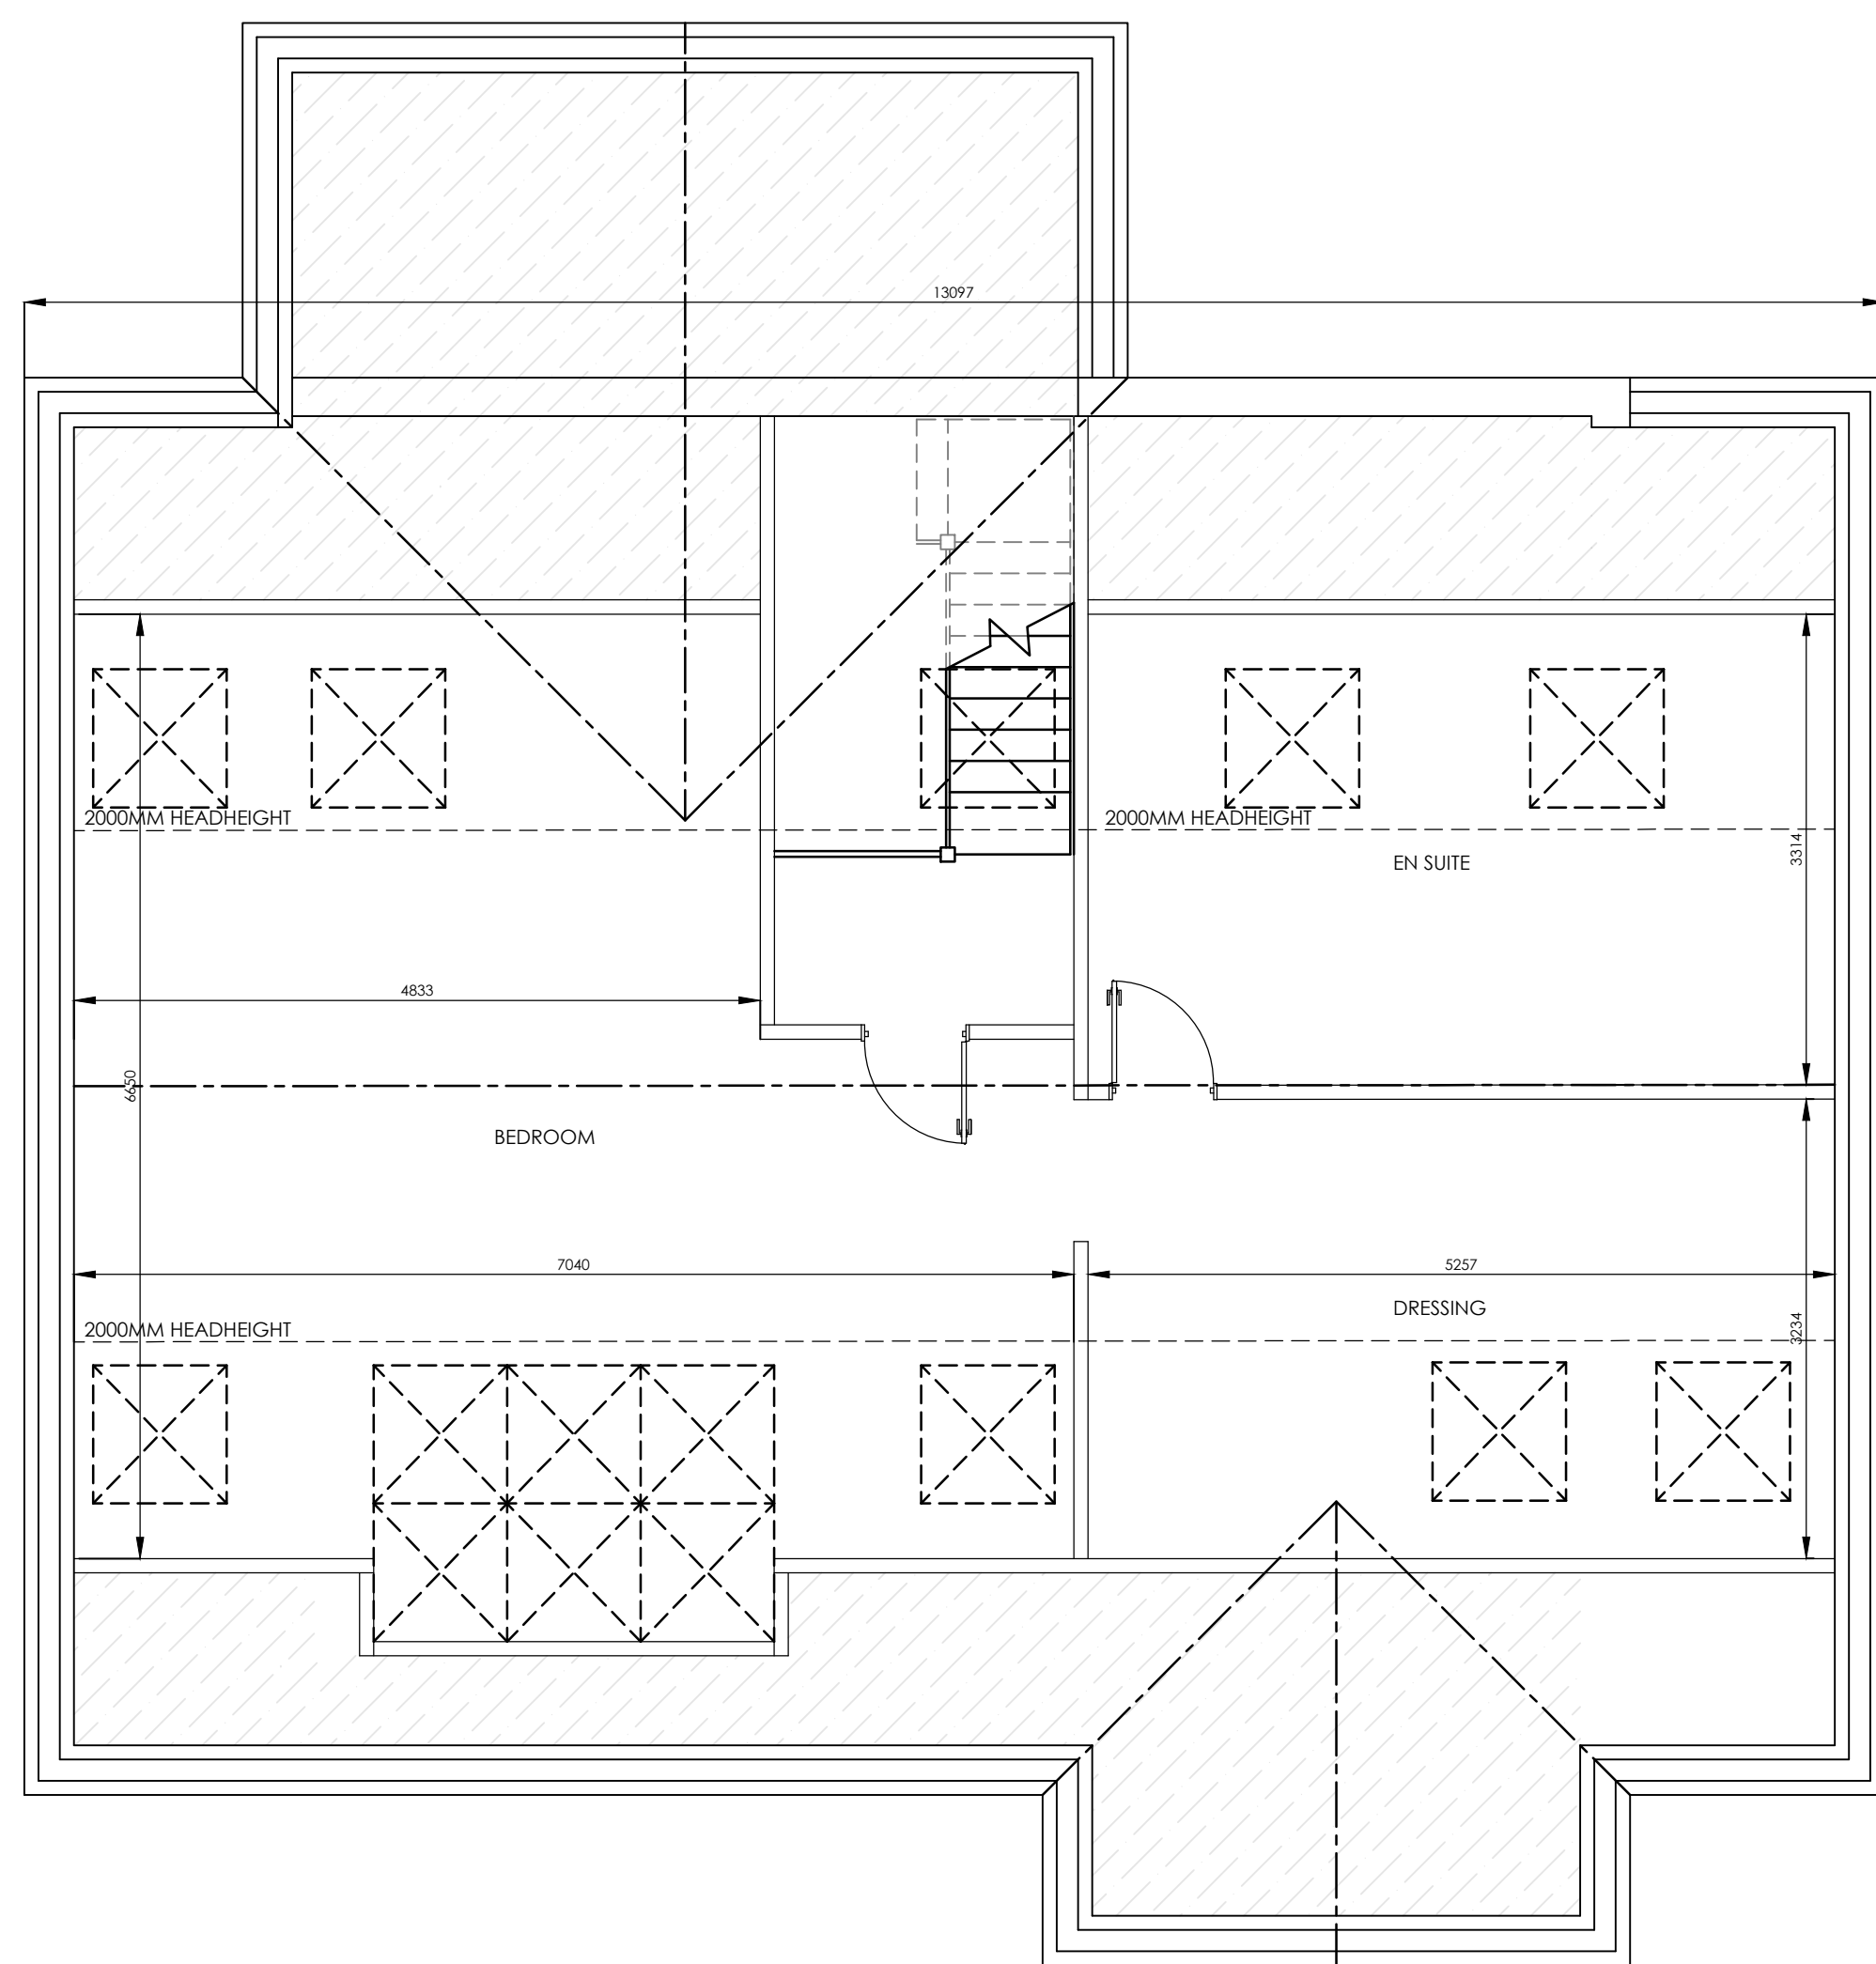 13097
2000MM HEADHEIGHT
2000MM HEADHEIGHT
3314
EN SUITE
4833
6650
BEDROOM
7040
5257
DRESSING
2000MM HEADHEIGHT
3234